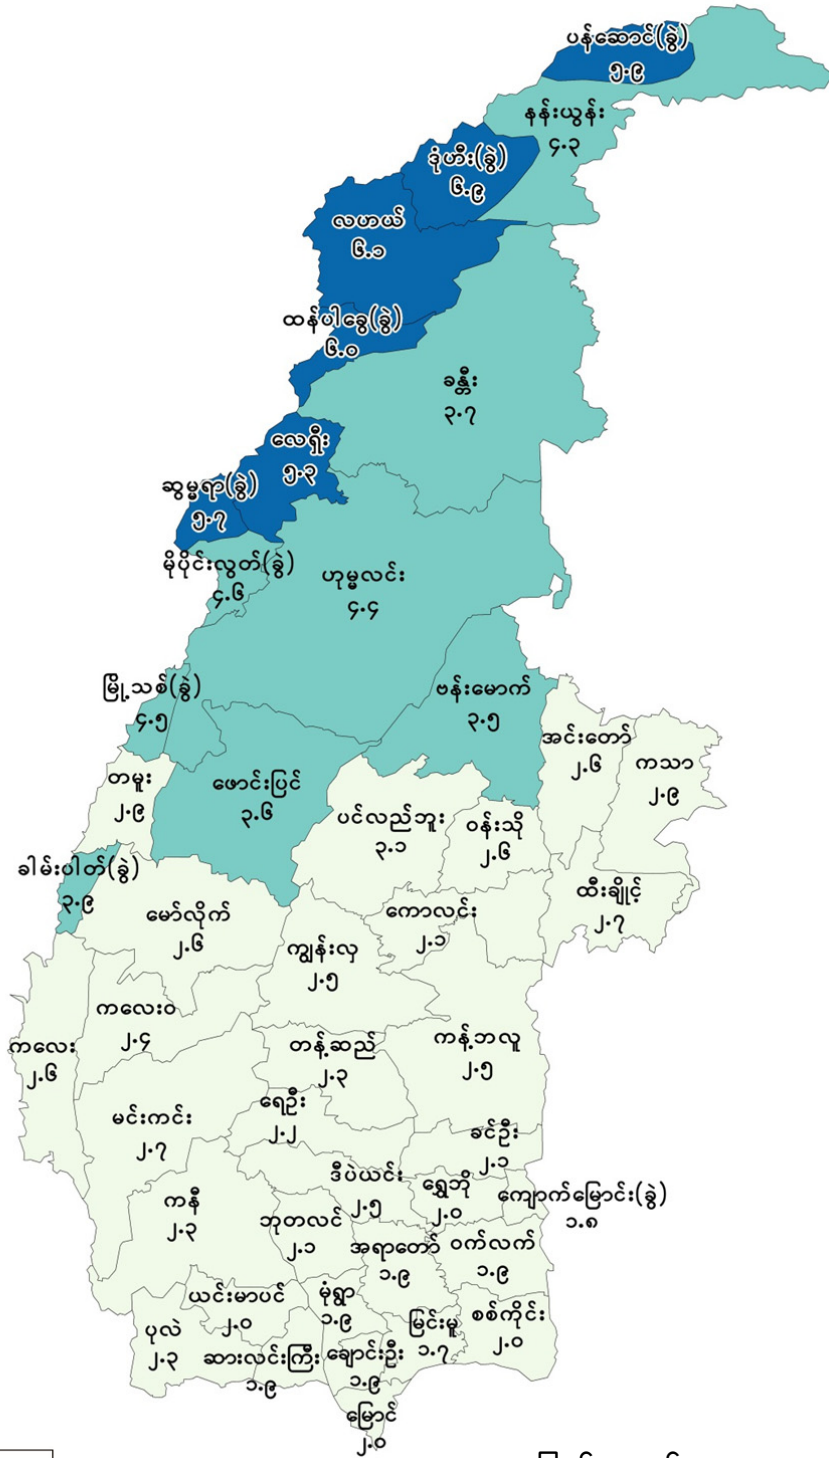 ပန်ဆောင်(ခွဲ)
၅.၉
နန်းယွန်း
၄.၃
ဒုံဟီး(ခွဲ)
၆.၉
လဟယ်
၆.၁
ထန်ပါခွေ(ခွဲ)
၆.၀
ခန္တီး
၃.၇
လေရှီး
၅.၃
ဆွမ္မရာ(ခွဲ)
၅.၇
မိုပိုင်းလွတ်(ခွဲ)
၄.၆
ဟုမ္မလင်း
၄.၄
မြို့သစ်(ခွဲ)
၄.၅
ဗန်းမောက်
၃.၅
အင်းတော်
၂.၆
ကသာ
၂.၉
တမူး
၂.၉
ဖောင်းပြင်
၃.၆
ပင်လည်ဘူး
၃.၁
ဝန်းသို
၂.၆
ခါမ်းပါတ်(ခွဲ)
၃.၉
မော်လိုက်
၂.၆
ကောလင်း
၂.၁
ထီးချိုင့်
၂.၇
ကျွန်းလှ
၂.၅
ကလေးဝ
၂.၄
ကလေး
၂.၆
တန့်ဆည်
၂.၃
ကန့်ဘလူ
၂.၅
မင်းကင်း
၂.၇
ရေဦး
၂.၂
ခင်ဦး
၂.၁
ဒီပဲယင်း
၂.၅
ရွှေဘို
၂.၀
ကျောက်မြောင်း(ခွဲ)
၁.၈
ကနီ
၂.၃
ဘုတလင်
၂.၁
အရာတော်
၁.၉
ဝက်လက်
၁.၉
ယင်းမာပင်
၂.၀
မုံရွာ
၁.၉
မြင်းမူ
၁.၇
စစ်ကိုင်း
၂.၀
ပုလဲ
၂.၃
ဆားလင်းကြီး
၁.၉
ချောင်းဦး
၁.၉
မြောင်
၂.၀